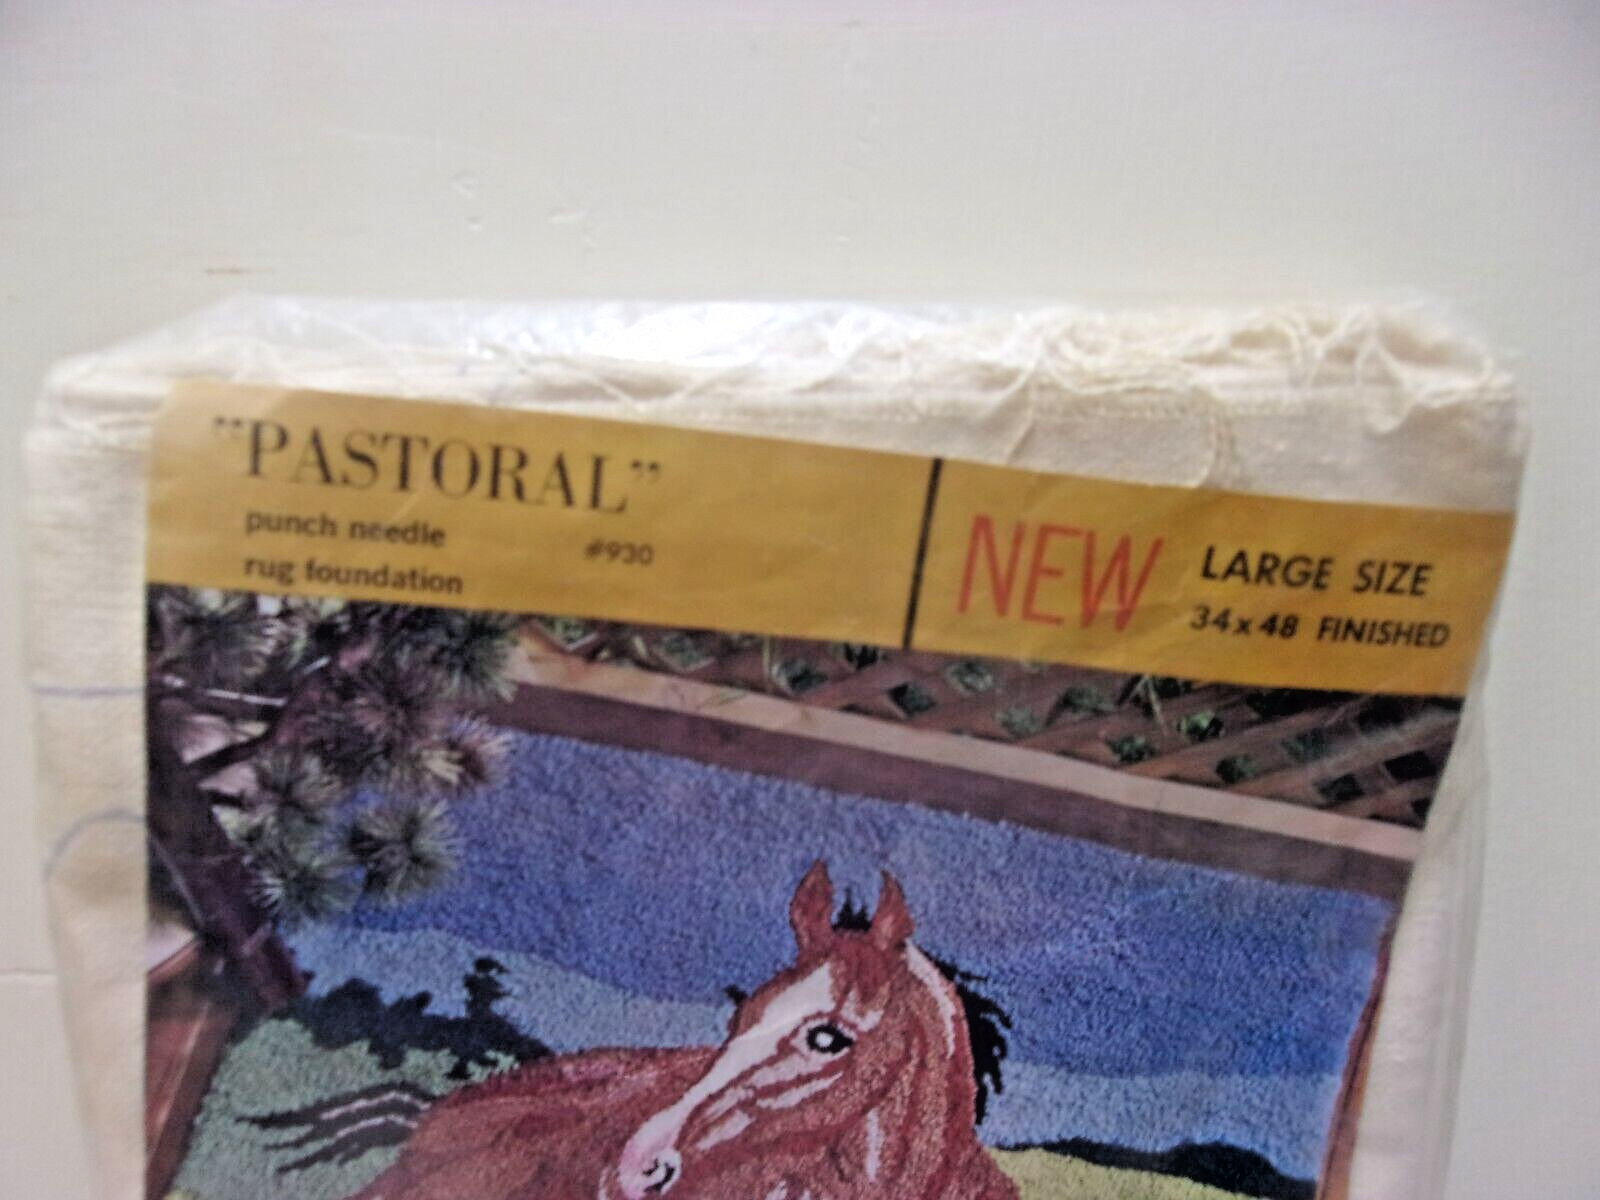 "PASTORAL"
punch needle
rug foundation
#930
NEW
LARGE SIZE
34x48 FINISHED